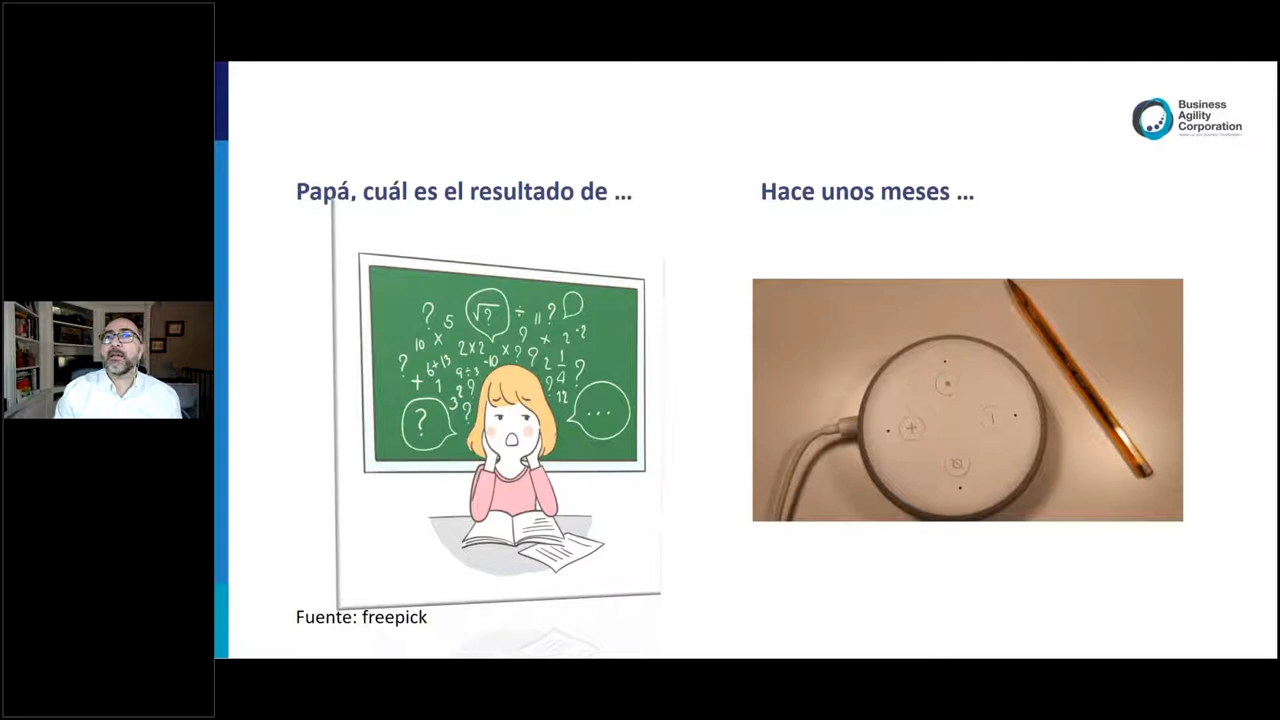 Business
Agility
Corporation
Papá, cuál es el resultado de ...
Hace unos meses ...
Fuente: freepick